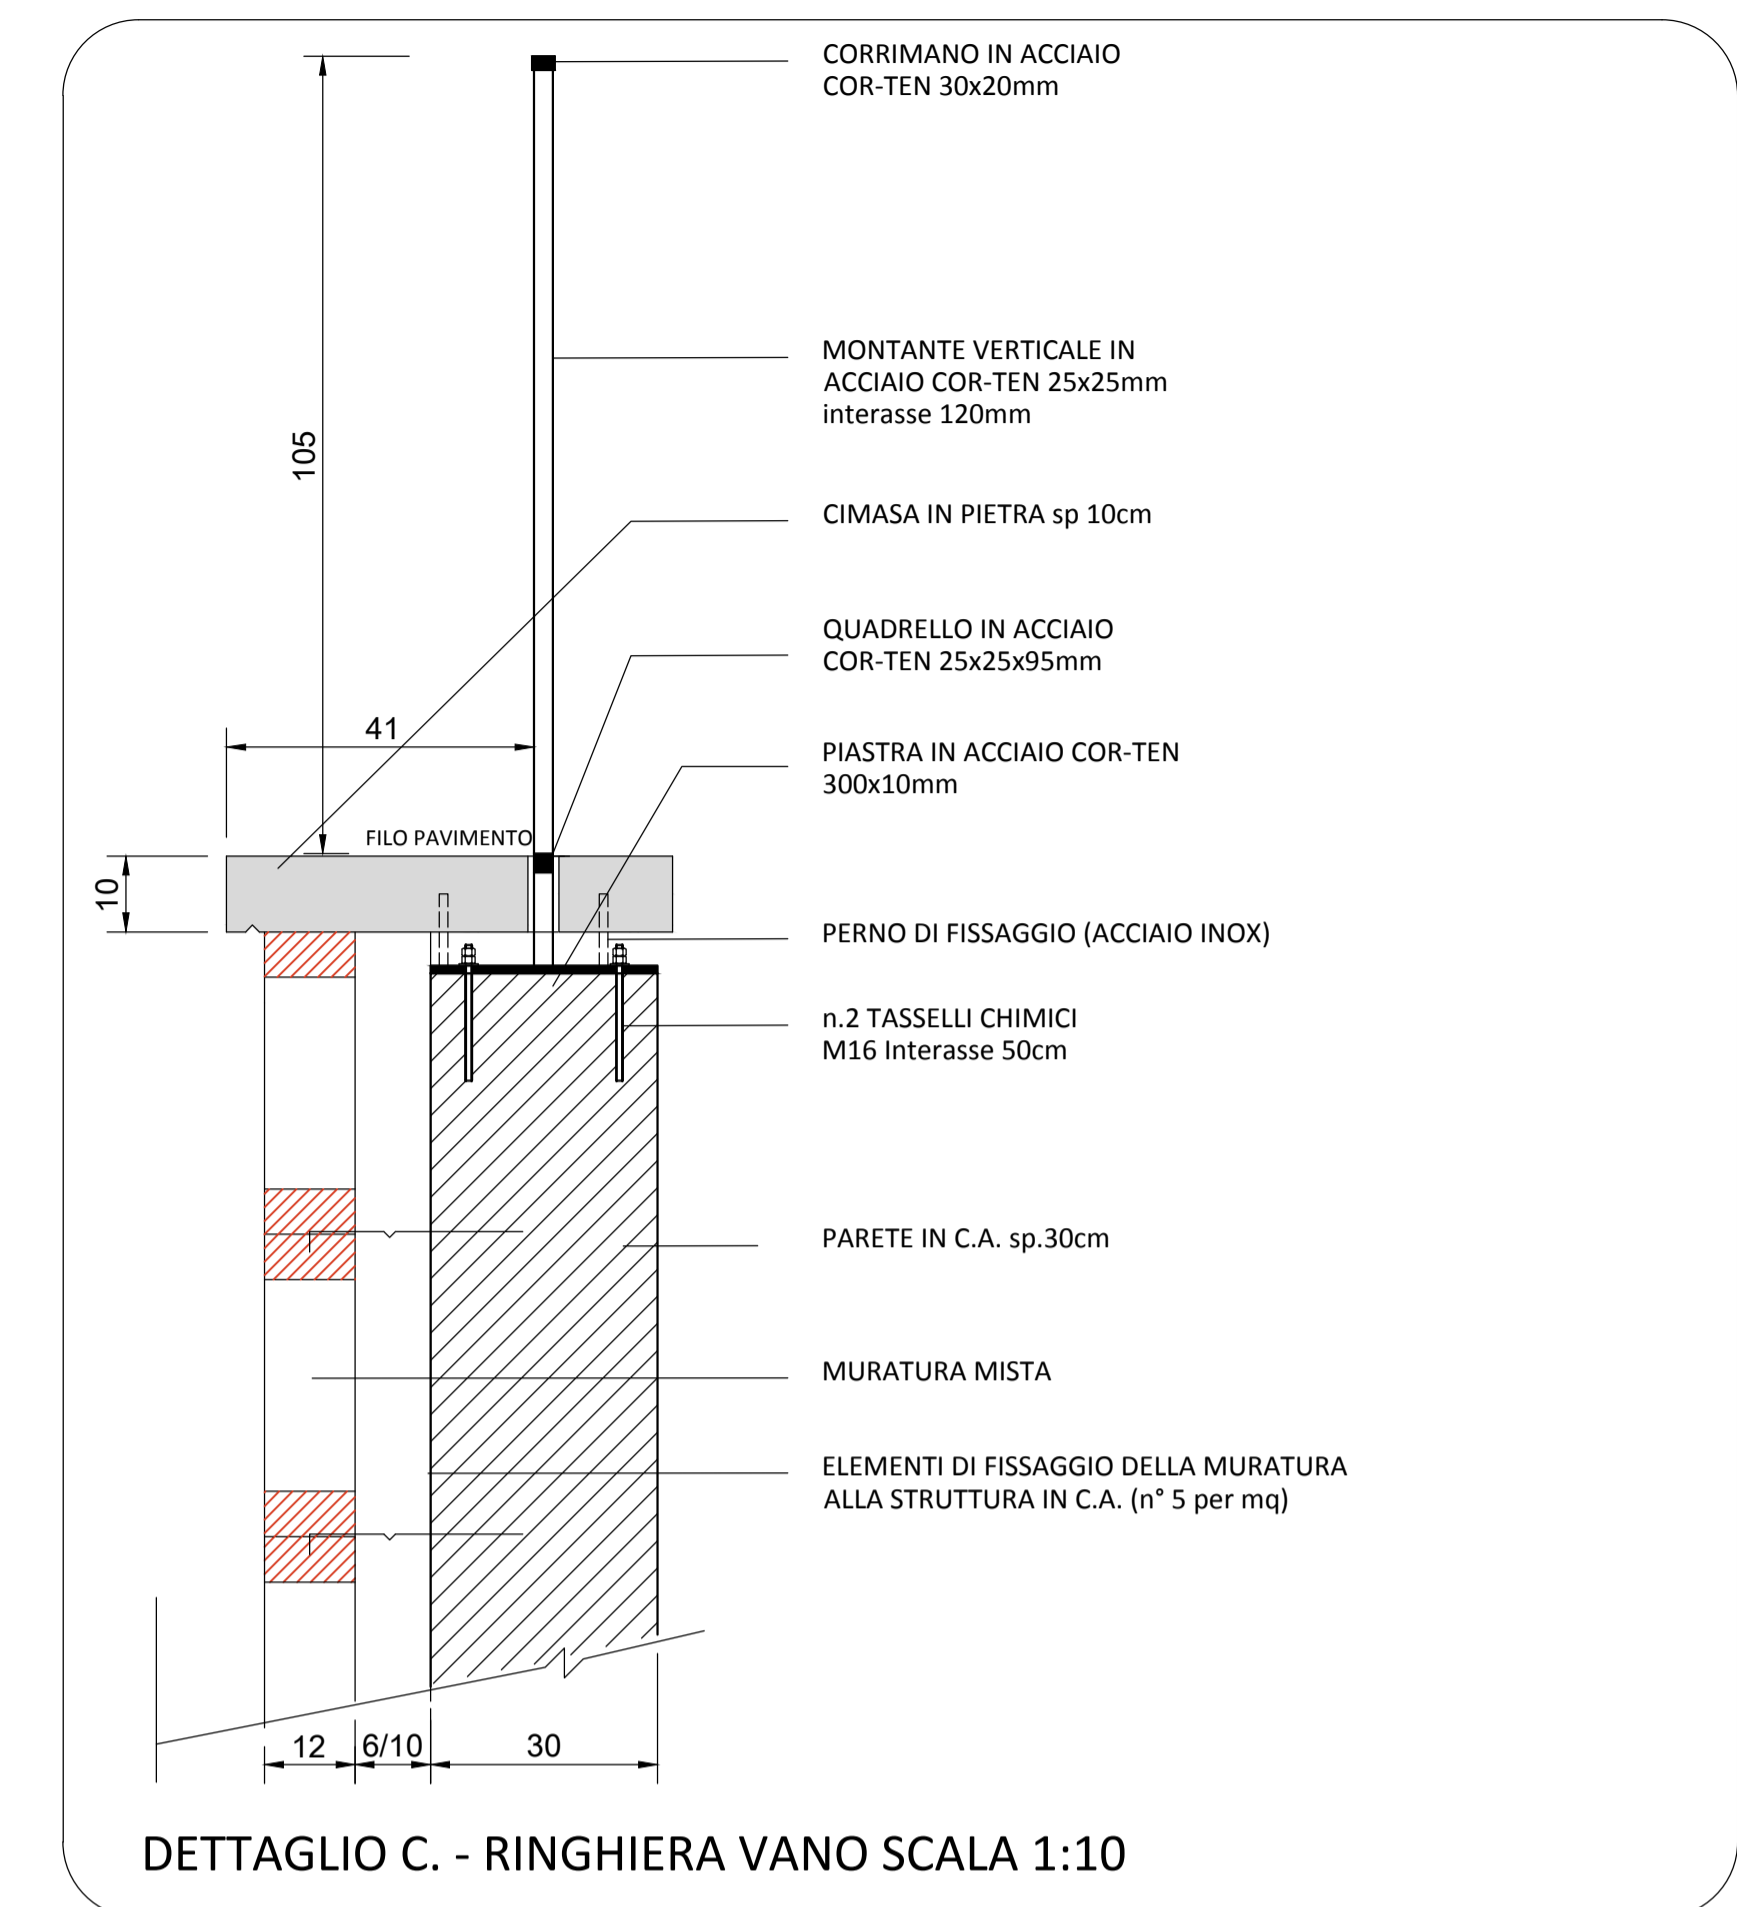 CORRIMANO IN ACCIAIO
COR-TEN 30x20mm
MONTANTE VERTICALE IN
ACCIAIO COR-TEN 25x25mm
interasse 120mm
105
CIMASA IN PIETRA sp 10cm
QUADRELLO IN ACCIAIO
COR-TEN 25x25x95mm
41
PIASTRA IN ACCIAIO COR-TEN
300x10mm
FILO PAVIMENTO
10
PERNO DI FISSAGGIO (ACCIAIO INOX)
n.2 TASSELLI CHIMICI
M16 Interasse 50cm
PARETE IN C.A. sp.30cm
MURATURA MISTA
ELEMENTI DI FISSAGGIO DELLA MURATURA
ALLA STRUTTURA IN C.A. (n° 5 per mq)
12 6/10 30
DETTAGLIO C. - RINGHIERA VANO SCALA 1:10